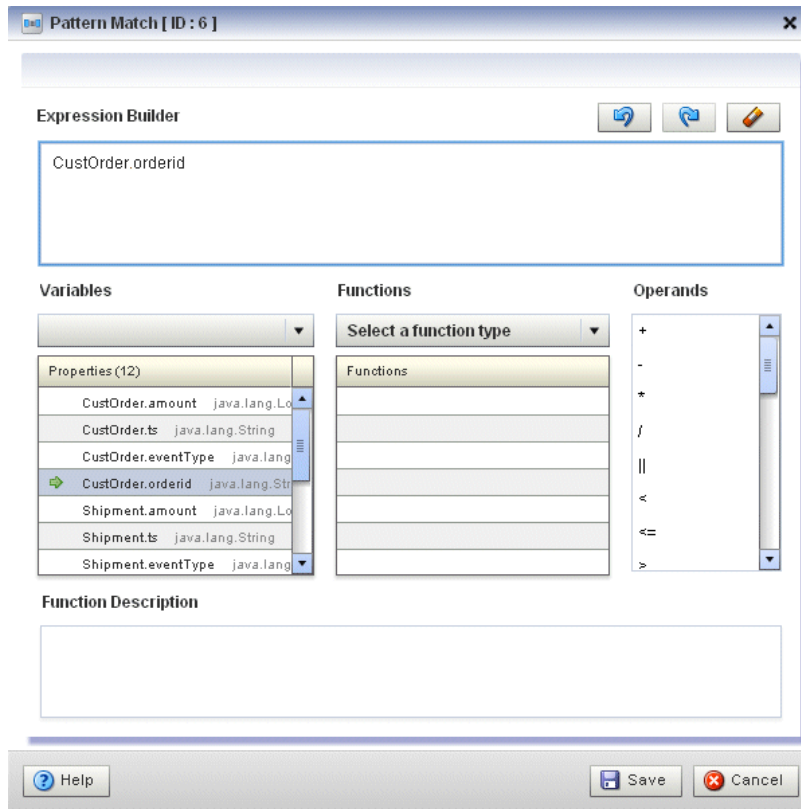 Pattern Match [ ID : 6 ]
Expression Builder
CustOrder.orderid
Variables
Functions
Operands
Select a function type
Properties (12)
Functions
CustOrder.amount java.lang.Lo
CustOrder.ts java.lang.String
CustOrder.eventType java.lang
CustOrder.orderid java.lang.Str
Shipment.amount java.lang.Lo
Shipment.ts java.lang.String
Shipment.eventType java.lang
+
-
*
/
||
<
<=
>
Function Description
Help
Save
Cancel